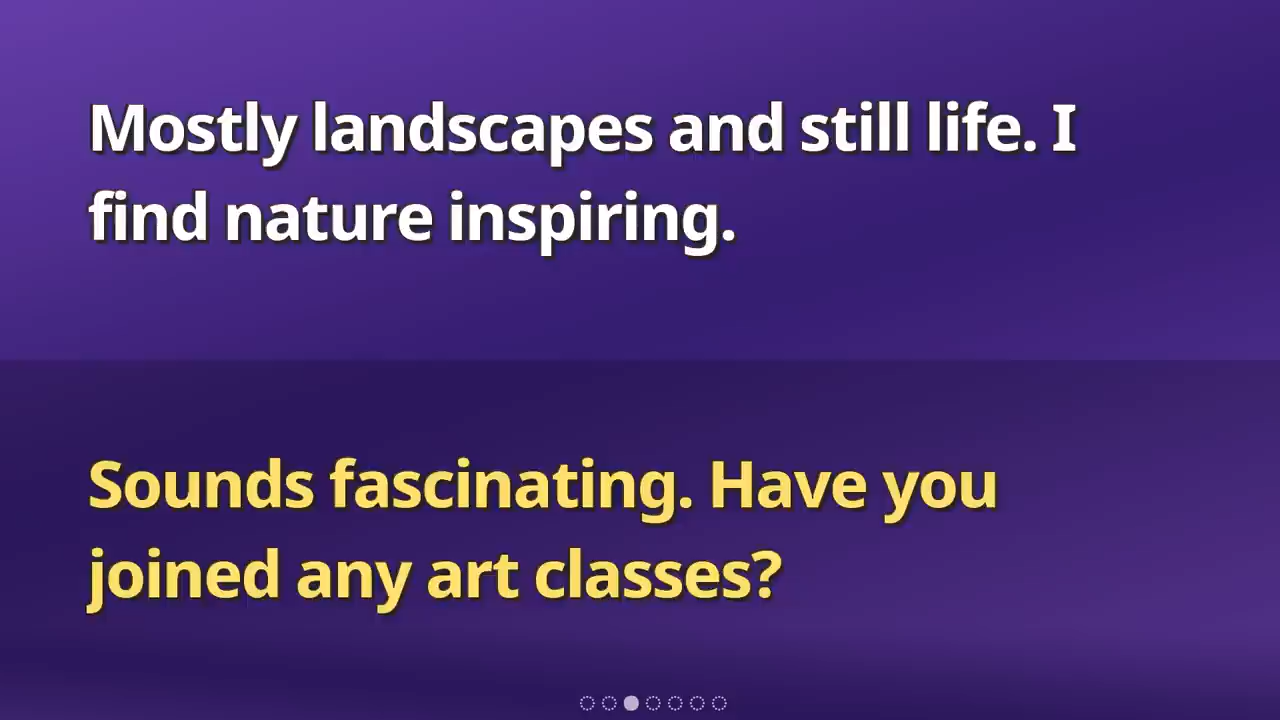 Mostly landscapes and still life. I
find nature inspiring.
Sounds fascinating. Have you
joined any art classes?